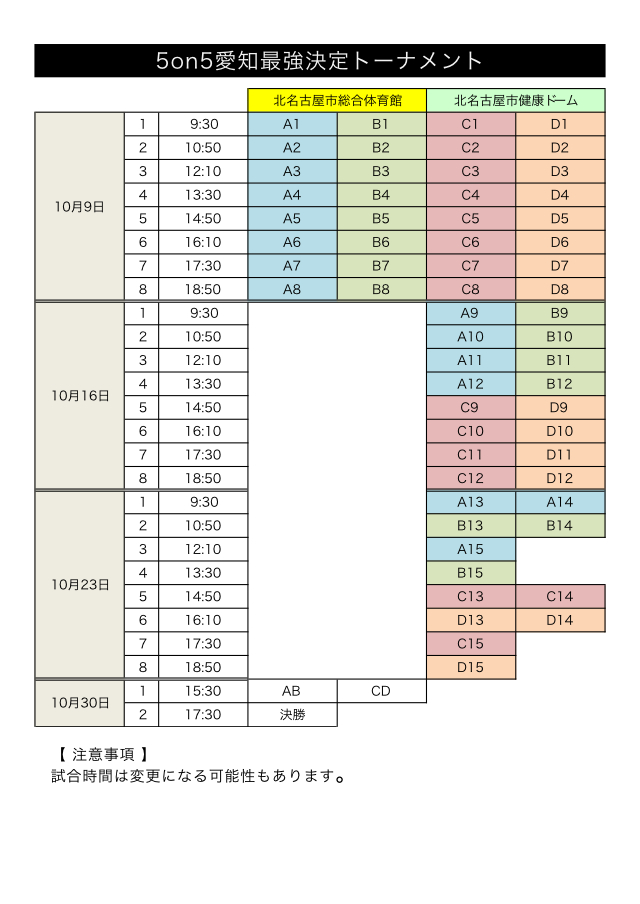 5on5愛知最強決定トーナメント
北名古屋市総合体育館 北名古屋市健康ドーム
10月9日
1 9:30 A1 B1 C1 D1
2 10:50 A2 B2 C2 D2
3 12:10 A3 B3 C3 D3
4 13:30 A4 B4 C4 D4
5 14:50 A5 B5 C5 D5
6 16:10 A6 B6 C6 D6
7 17:30 A7 B7 C7 D7
8 18:50 A8 B8 C8 D8
10月16日
1 9:30 A9 B9
2 10:50 A10 B10
3 12:10 A11 B11
4 13:30 A12 B12
5 14:50 C9 D9
6 16:10 C10 D10
7 17:30 C11 D11
8 18:50 C12 D12
10月23日
1 9:30 A13 A14
2 10:50 B13 B14
3 12:10 A15
4 13:30 B15
5 14:50 C13 C14
6 16:10 D13 D14
7 17:30 C15
8 18:50 D15
10月30日
1 15:30 AB CD
2 17:30 決勝
【 注意事項 】
試合時間は変更になる可能性もあります。